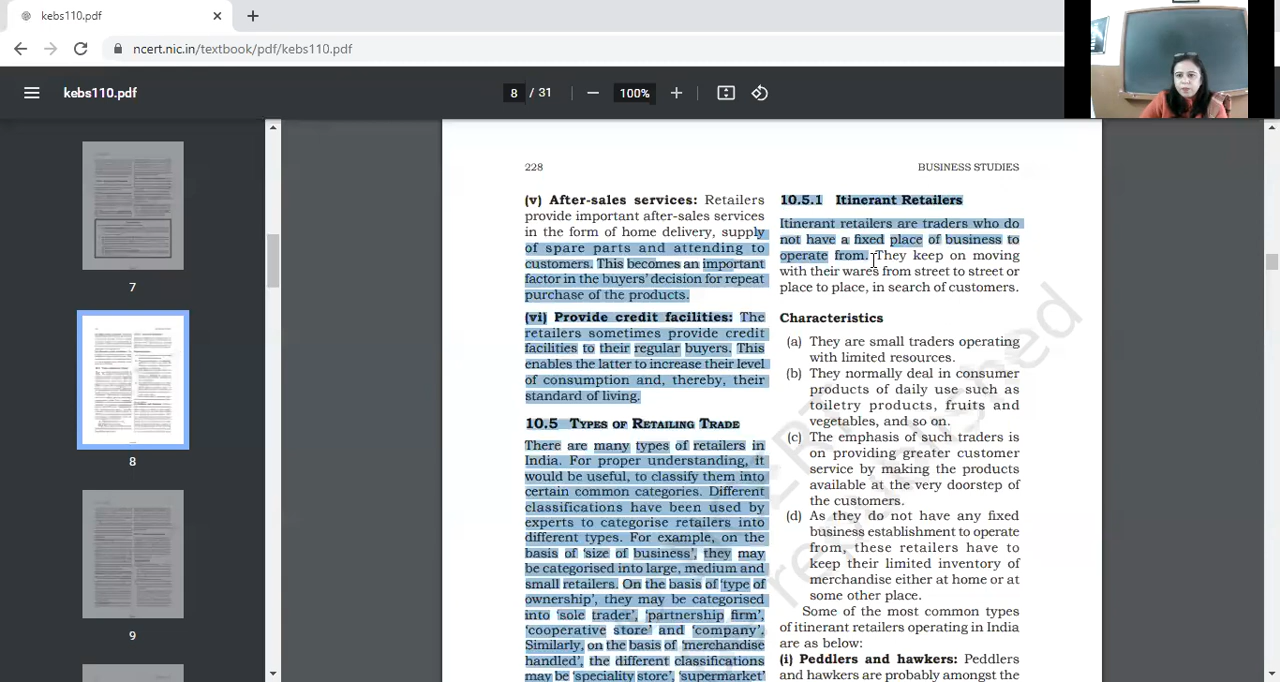 kebs110.pdf
ncert.nic.in/textbook/pdf/kebs110.pdf
kebs110.pdf
8 / 31
100%
7
8
9
228
BUSINESS STUDIES
(v) After-sales services: Retailers
provide important after-sales services
in the form of home delivery, supply
of spare parts and attending to
customers. This becomes an important
factor in the buyers' decision for repeat
purchase of the products.
(vi) Provide credit facilities: The
retailers sometimes provide credit
facilities to their regular buyers. This
enables the latter to increase their level
of consumption and, thereby, their
standard of living.
10.5 TYPES OF RETAILING TRADE
There are many types of retailers in
India. For proper understanding, it
would be useful, to classify them into
certain common categories. Different
classifications have been used by
experts to categorise retailers into
different types. For example, on the
basis of 'size of business', they may
be categorised into large, medium and
small retailers. On the basis of 'type of
ownership', they may be categorised
into 'sole trader', 'partnership firm',
'cooperative store' and 'company'.
Similarly, on the basis of 'merchandise
handled', the different classifications
may be 'speciality store', 'supermarket'
10.5.1 Itinerant Retailers
Itinerant retailers are traders who do
not have a fixed place of business to
operate from. They keep on moving
with their wares from street to street or
place to place, in search of customers.
Characteristics
(a) They are small traders operating
with limited resources.
(b) They normally deal in consumer
products of daily use such as
toiletry products, fruits and
vegetables, and so on.
(c) The emphasis of such traders is
on providing greater customer
service by making the products
available at the very doorstep of
the customers.
(d) As they do not have any fixed
business establishment to operate
from, these retailers have to
keep their limited inventory of
merchandise either at home or at
some other place.
Some of the most common types
of itinerant retailers operating in India
are as below:
(i) Peddlers and hawkers: Peddlers
and hawkers are probably amongst the